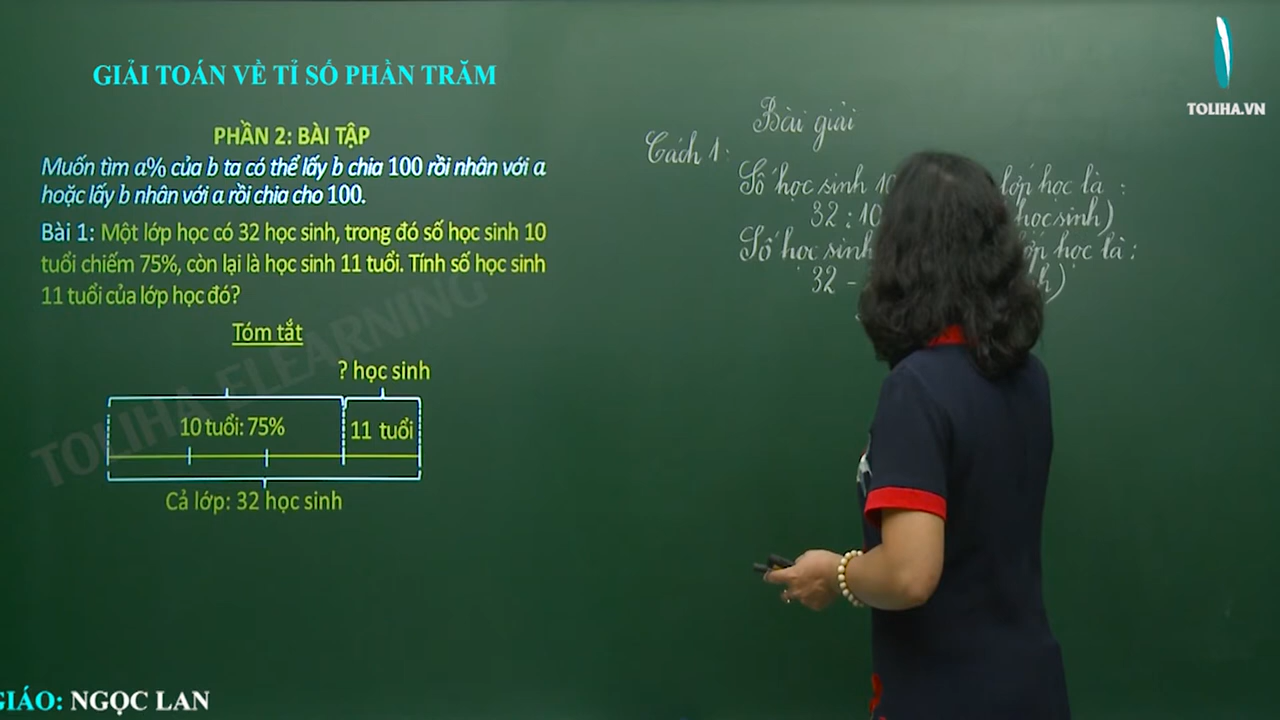 GIẢI TOÁN VỀ TỈ SỐ PHẦN TRĂM
TOLIHA.VN
PHẦN 2: BÀI TẬP
Muốn tìm a% của b ta có thể lấy b chia 100 rồi nhân với a
hoặc lấy b nhân với a rồi chia cho 100.
Bài 1: Một lớp học có 32 học sinh, trong đó số học sinh 10
tuổi chiếm 75%, còn lại là học sinh 11 tuổi. Tính số học sinh
11 tuổi của lớp học đó?
Tóm tắt
? học sinh
10 tuổi: 75%
11 tuổi
Cả lớp: 32 học sinh
TOLIHA ELEARNING
Bài giải
Cách 1:
Số học sinh 10 lớp học là :
32 : 10 học sinh)
Số học sinh lớp học là :
32 -
GIÁO: NGỌC LAN